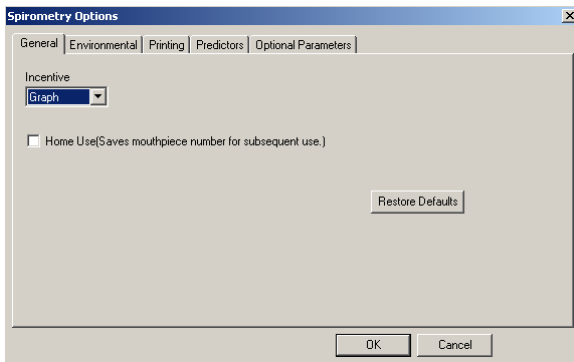 Spirometry Options
General Environmental Printing Predictors Optional Parameters
Incentive
Graph
Home Use(Saves mouthpiece number for subsequent use.)
Restore Defaults
OK Cancel